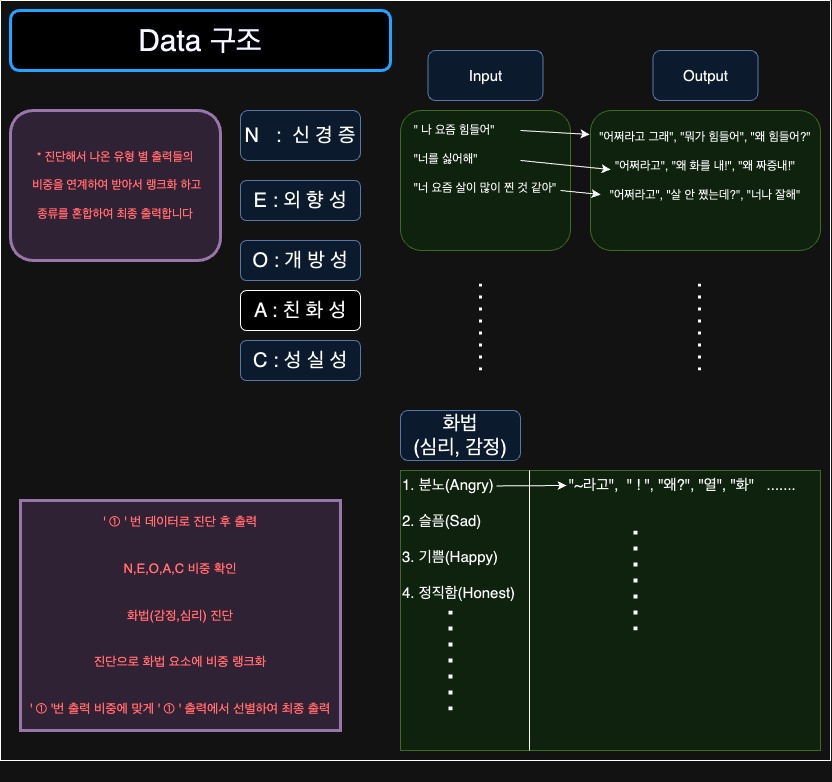 Data 구조
Input
Output
* 진단해서 나온 유형 별 출력들의
비중을 연계하여 받아서 랭크화 하고
종류를 혼합하여 최종 출력합니다
N : 신경증
E : 외향성
O : 개방성
A : 친화성
C : 성실성
" 나 요즘 힘들어"
"너를 싫어해"
"너 요즘 살이 많이 찐 것 같아"
"어쩌라고 그래", "뭐가 힘들어", "왜 힘들어?"
"어쩌라고", "왜 화를 내!", "왜 짜증내!"
"어쩌라고", "살 안 쪘는데?", "너나 잘해"
화법
(심리, 감정)
1. 분노(Angry)
"~라고", " ! ", "왜?", "열", "화" .......
2. 슬픔(Sad)
3. 기쁨(Happy)
4. 정직함(Honest)
' ① ' 번 데이터로 진단 후 출력
N,E,O,A,C 비중 확인
화법(감정,심리) 진단
진단으로 화법 요소에 비중 랭크화
' ① '번 출력 비중에 맞게 ' ① ' 출력에서 선별하여 최종 출력